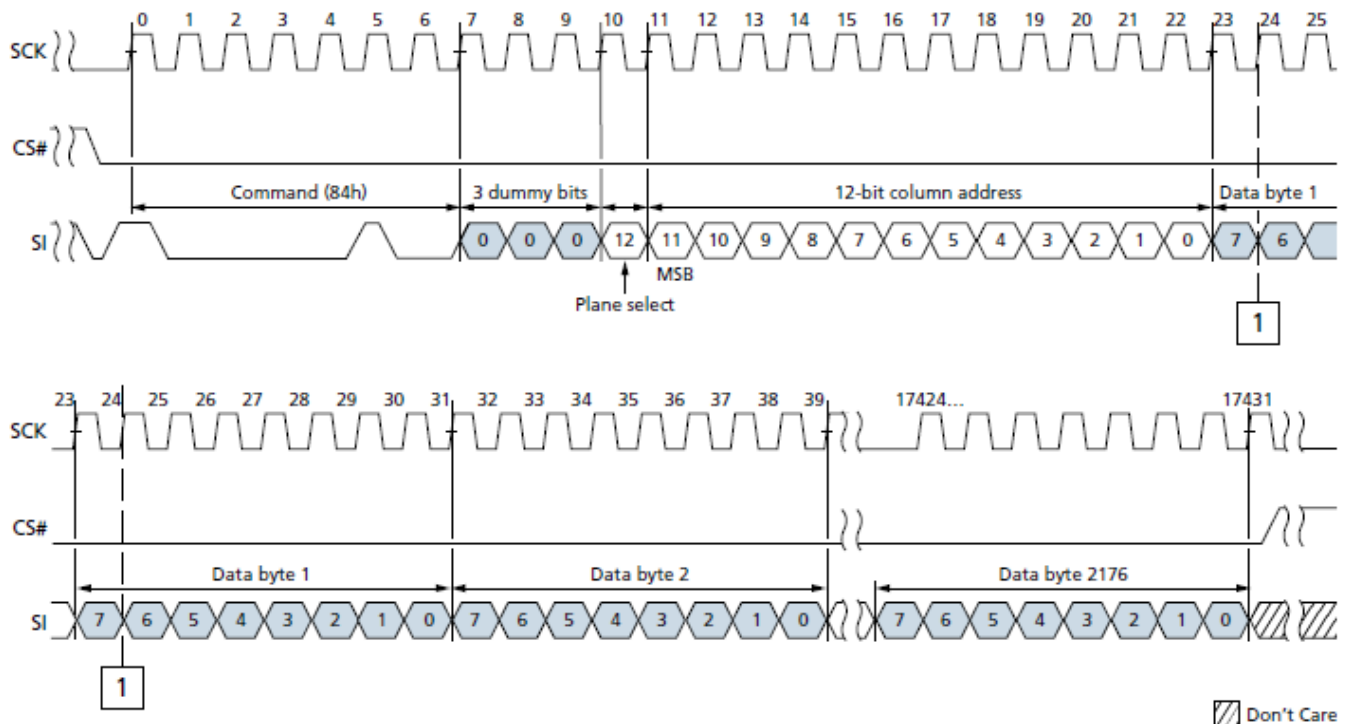 0 1 2 3 4 5 6 7 8 9 10 11 12 13 14 15 16 17 18 19 20 21 22 23 24 25
SCK
CS#
Command (84h) 3 dummy bits 12-bit column address Data byte 1
SI 0 0 0 12 11 10 9 8 7 6 5 4 3 2 1 0 7 6
MSB
Plane select
1
23 24 25 26 27 28 29 30 31 32 33 34 35 36 37 38 39 17424... 17431
SCK
CS#
Data byte 1 Data byte 2 Data byte 2176
SI 7 6 5 4 3 2 1 0 7 6 5 4 3 2 1 0 7 6 5 4 3 2 1 0
1
Don't Care